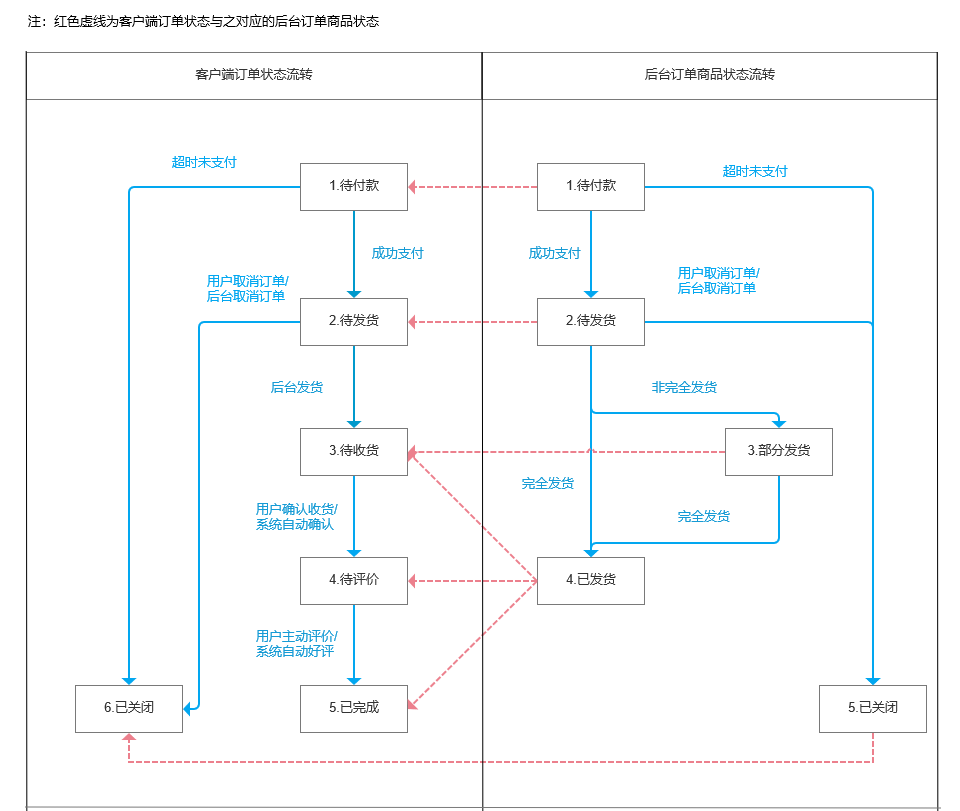 注：红色虚线为客户端订单状态与之对应的后台订单商品状态
客户端订单状态流转
后台订单商品状态流转
超时未支付
1.待付款
1.待付款
超时未支付
成功支付
成功支付
用户取消订单/
后台取消订单
用户取消订单/
后台取消订单
2.待发货
2.待发货
后台发货
非完全发货
3.待收货
3.部分发货
完全发货
用户确认收货/
系统自动确认
完全发货
4.待评价
4.已发货
用户主动评价/
系统自动好评
6.已关闭
5.已完成
5.已关闭